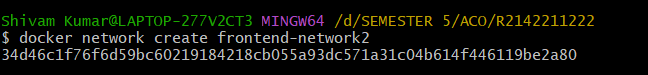 Shivam Kumar@LAPTOP-277V2CT3 MINGW64 /d/SEMESTER 5/ACO/R2142211222
$ docker network create frontend-network2
34d46c1f76f6d59bc60219184218cb055a93dc571a31c04b614f446119be2a80